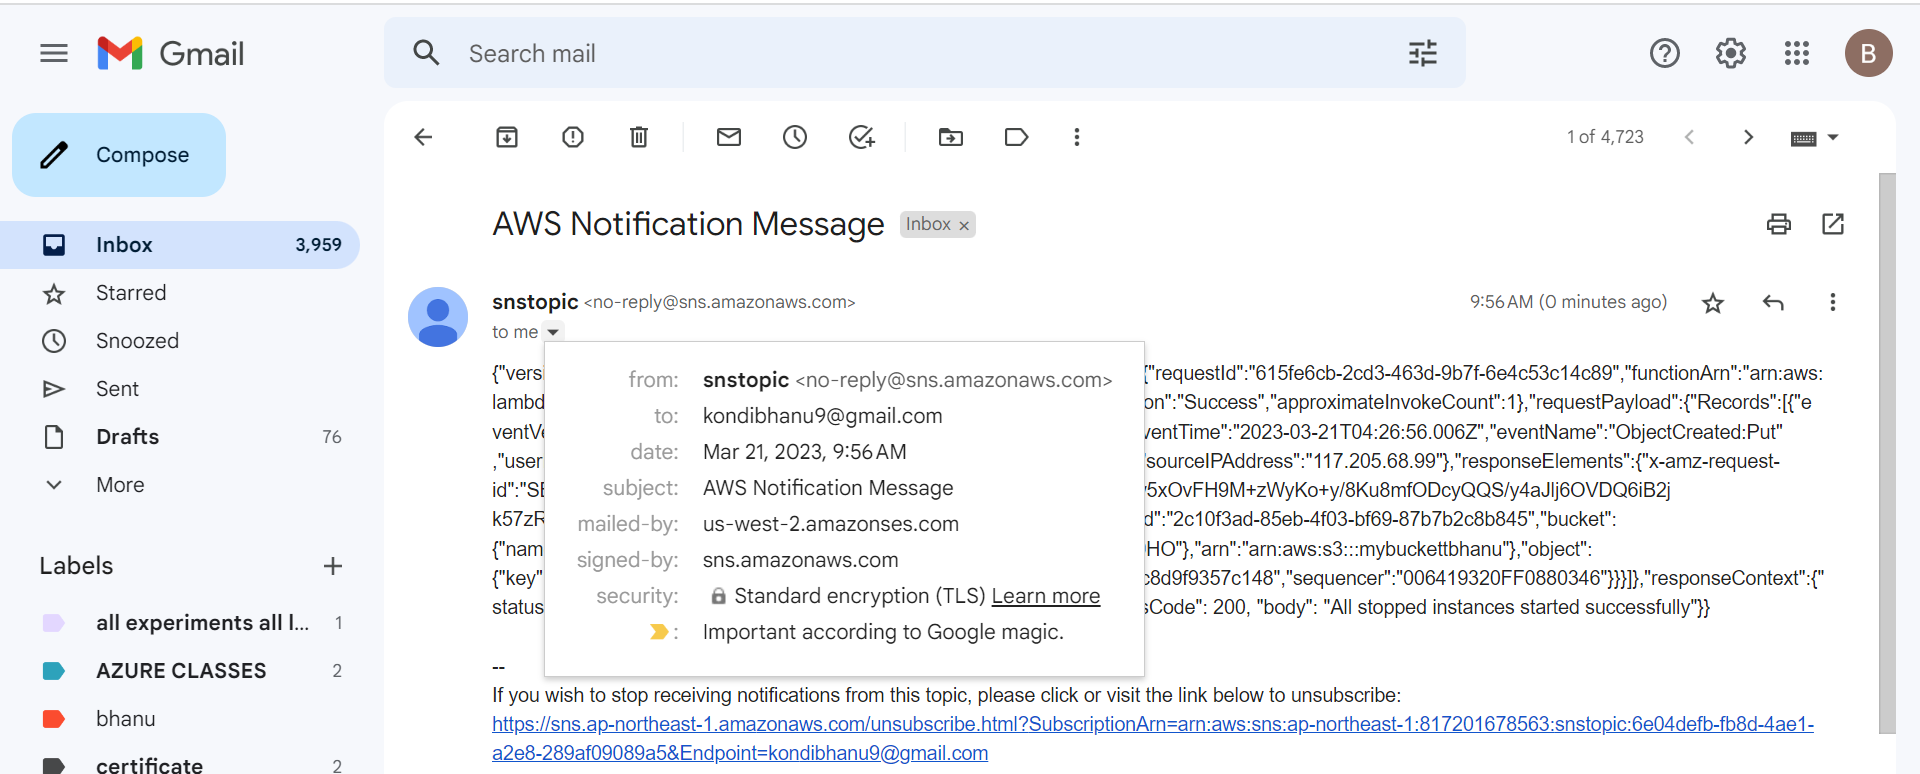 Gmail
Search mail
B
Compose
1 of 4,723
Inbox 3,959
Starred
Snoozed
Sent
Drafts 76
More
Labels
all experiments all l... 1
AZURE CLASSES 2
bhanu
certificate 2
AWS Notification Message Inbox ×
snstopic <no-reply@sns.amazonaws.com> 9:56 AM (0 minutes ago)
to me
from: snstopic <no-reply@sns.amazonaws.com>
to: kondibhanu9@gmail.com
date: Mar 21, 2023, 9:56 AM
subject: AWS Notification Message
mailed-by: us-west-2.amazonses.com
signed-by: sns.amazonaws.com
security: Standard encryption (TLS) Learn more
: Important according to Google magic.
{"versi {"requestId":"615fe6cb-2cd3-463d-9b7f-6e4c53c14c89","functionArn":"arn:aws:
lambd on":"Success","approximateInvokeCount":1},"requestPayload":{"Records":[{"e
ventVe ventTime":"2023-03-21T04:26:56.006Z","eventName":"ObjectCreated:Put"
,"user sourceIPAddress":"117.205.68.99"},"responseElements":{"x-amz-request-
id":"SE 5xOvFH9M+zWyKo+y/8Ku8mfODcyQQS/y4aJlj6OVDQ6iB2j
k57zR d":"2c10f3ad-85eb-4f03-bf69-87b7b2c8b845","bucket":
{"nam HO"},"arn":"arn:aws:s3:::mybuckettbhanu"},"object":
{"key" c8d9f9357c148","sequencer":"006419320FF0880346"}}}]},"responseContext":{"
status sCode": 200, "body": "All stopped instances started successfully"}}
--
If you wish to stop receiving notifications from this topic, please click or visit the link below to unsubscribe:
https://sns.ap-northeast-1.amazonaws.com/unsubscribe.html?SubscriptionArn=arn:aws:sns:ap-northeast-1:817201678563:snstopic:6e04defb-fb8d-4ae1-
a2e8-289af09089a5&Endpoint=kondibhanu9@gmail.com